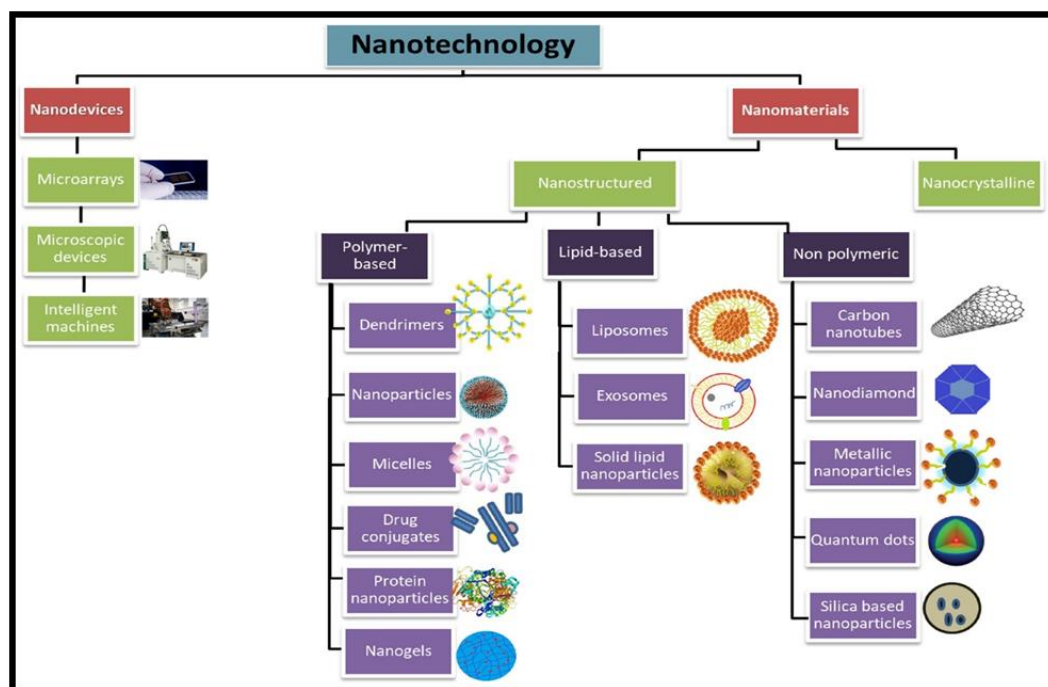 Nanotechnology
Nanodevices
Nanomaterials
Microarrays
Nanostructured
Nanocrystalline
Microscopic
devices
Polymer-
based
Lipid-based
Non polymeric
Intelligent
machines
Dendrimers
Liposomes
Carbon
nanotubes
Nanoparticles
Exosomes
Nanodiamond
Micelles
Solid lipid
nanoparticles
Metallic
nanoparticles
Drug
conjugates
Quantum dots
Protein
nanoparticles
Silica based
nanoparticles
Nanogels